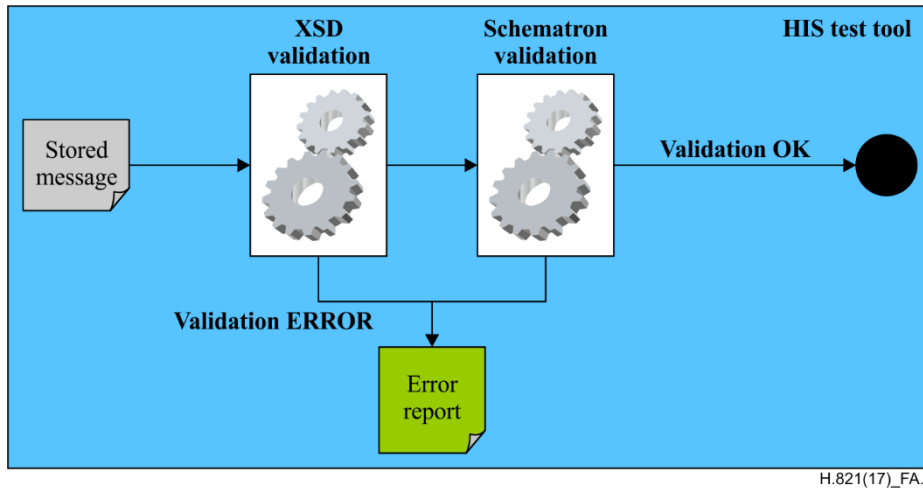 XSD
validation
Schematron
validation
HIS test tool
Stored
message
Validation OK
Validation ERROR
Error
report
H.821(17)_FA.